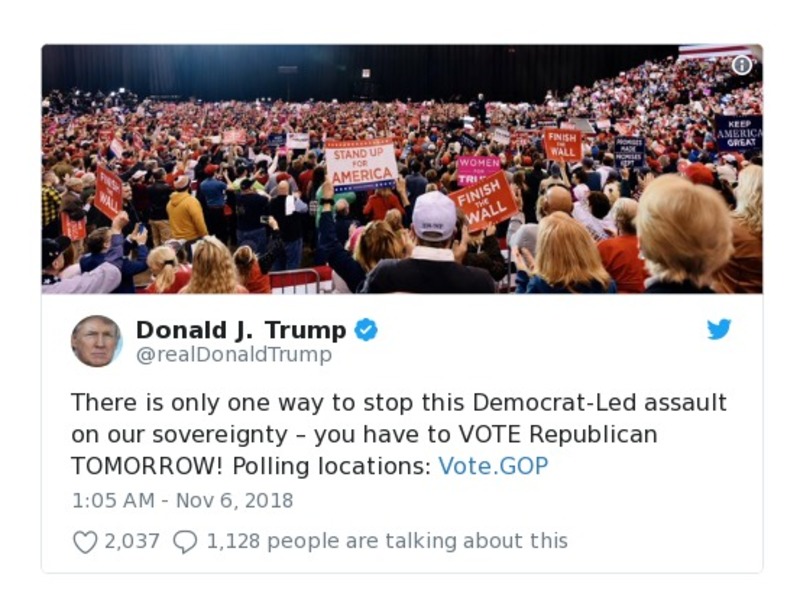 STAND UP
FOR
AMERICA
WOMEN
FOR
FINISH
THE
WALL
FINISH
THE
WALL
FINISH
THE
WALL
PROMISES
MADE
PROMISES
KEPT
KEEP
AMERICA
GREAT
Donald J. Trump
@realDonaldTrump
There is only one way to stop this Democrat-Led assault
on our sovereignty – you have to VOTE Republican
TOMORROW! Polling locations: Vote.GOP
1:05 AM - Nov 6, 2018
2,037 1,128 people are talking about this